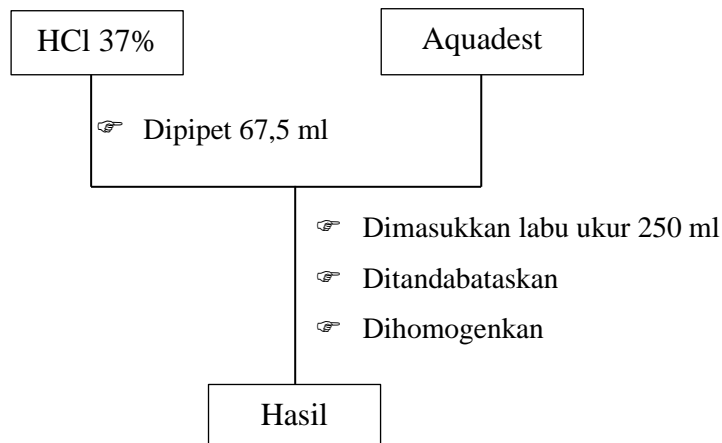 HCl 37%
Aquadest
☞ Dipipet 67,5 ml
☞ Dimasukkan labu ukur 250 ml
☞ Ditandabataskan
☞ Dihomogenkan
Hasil